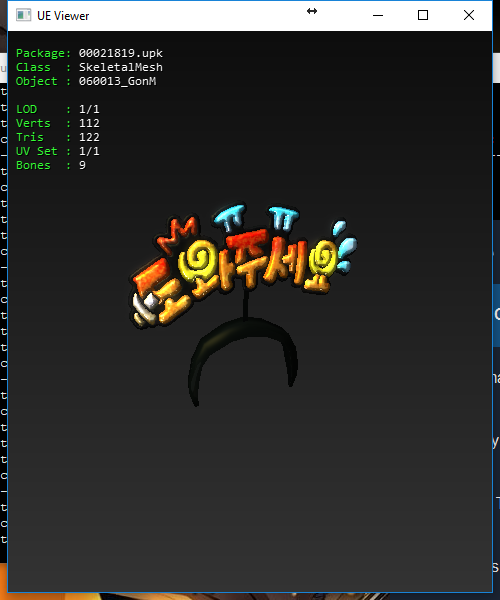 UE Viewer
Package: 00021819.upk
Class : SkeletalMesh
Object : 060013_GonM
LOD : 1/1
Verts : 112
Tris : 122
UV Set : 1/1
Bones : 9
ㅠ ㅠ
도와주세요